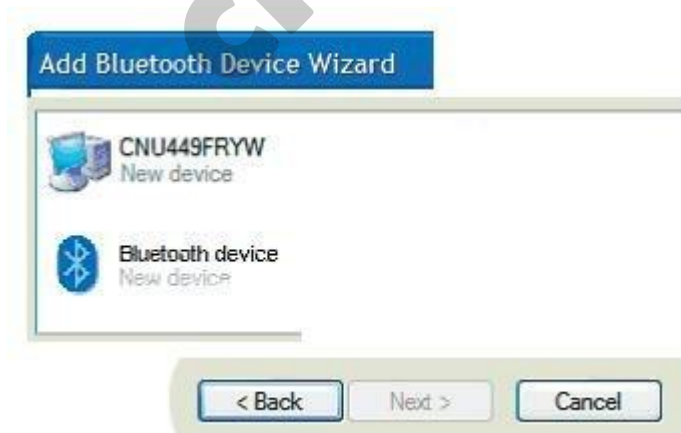 Add Bluetooth Device Wizard
CNU449FRYW
New device
Bluetooth device
New device
< Back Next > Cancel